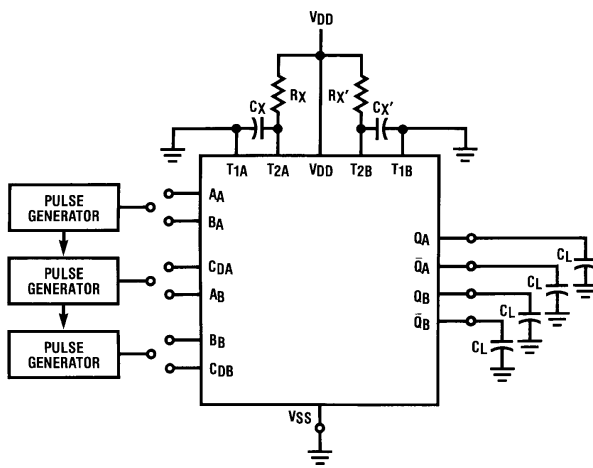 VDD
RX
RX'
CX
CX'
T1A
T2A
VDD
T2B
T1B
PULSE
GENERATOR
PULSE
GENERATOR
PULSE
GENERATOR
AA
BA
CDA
AB
BB
CDB
QA
Q̄A
QB
Q̄B
CL
CL
CL
CL
VSS